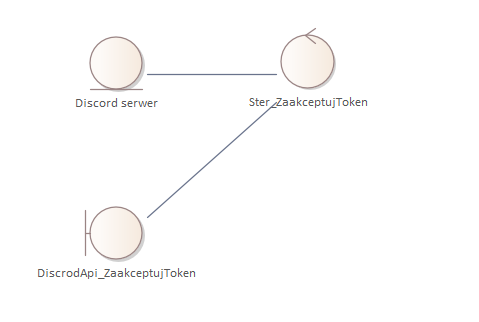 Discord serwer
Ster_ZaakceptujToken
DiscrodApi_ZaakceptujToken